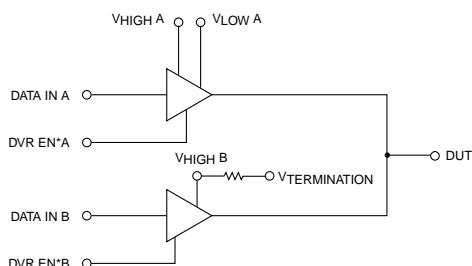 VHIGH A VLOW A
DATA IN A
DVR EN*A
VHIGH B
VTERMINATION
DUT
DATA IN B
DVR EN*B